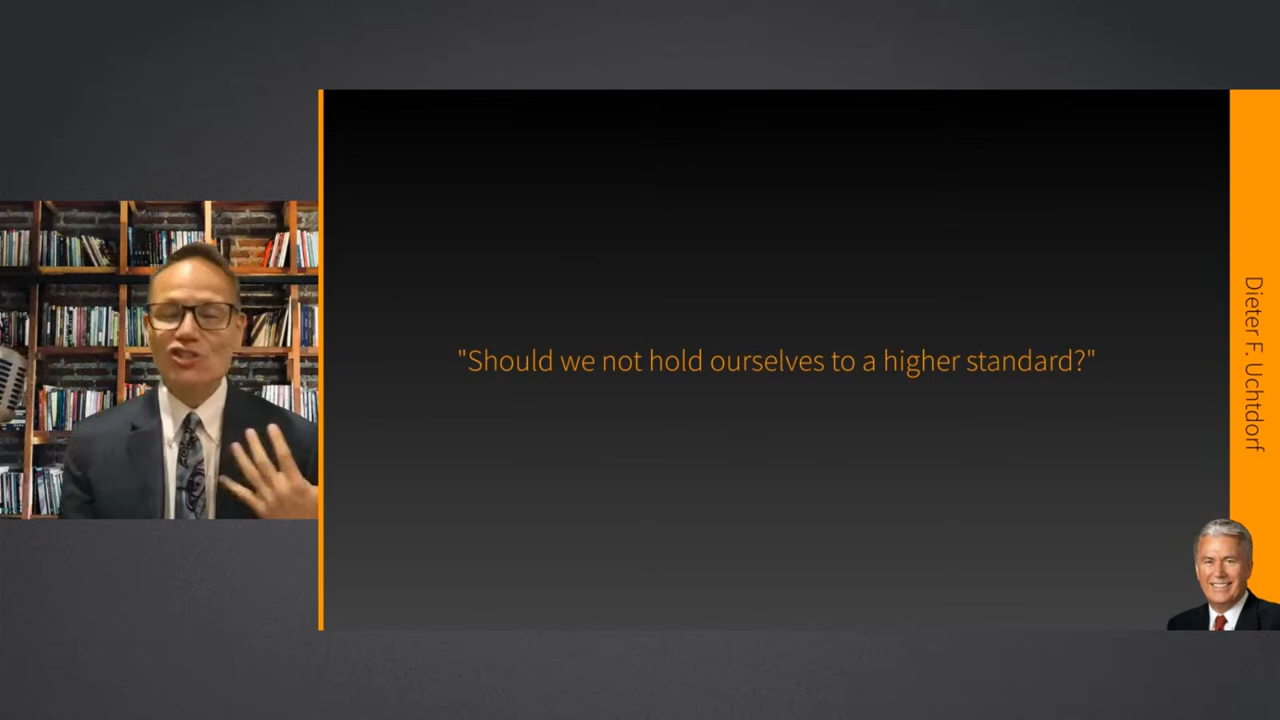 "Should we not hold ourselves to a higher standard?"
Dieter F. Uchtdorf